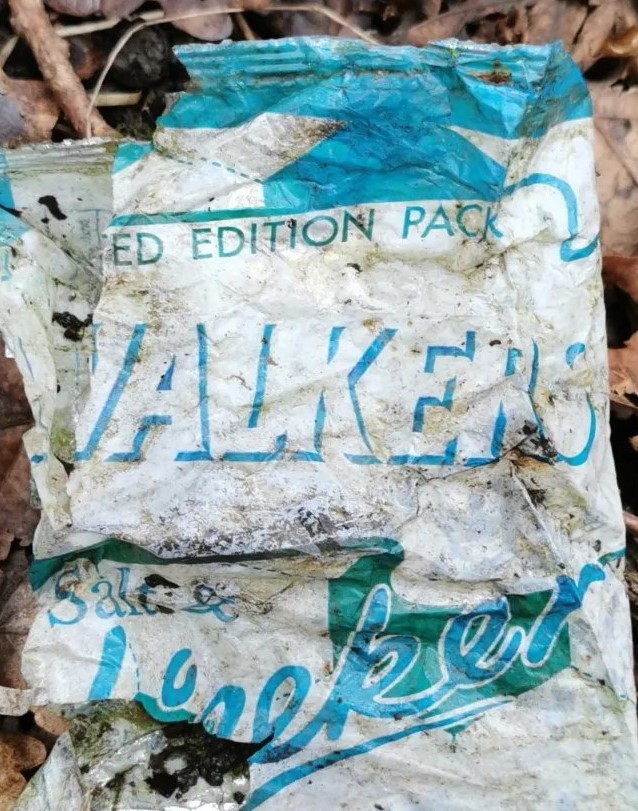 ED EDITION PACK
WALKERS
Salt &
Lineker